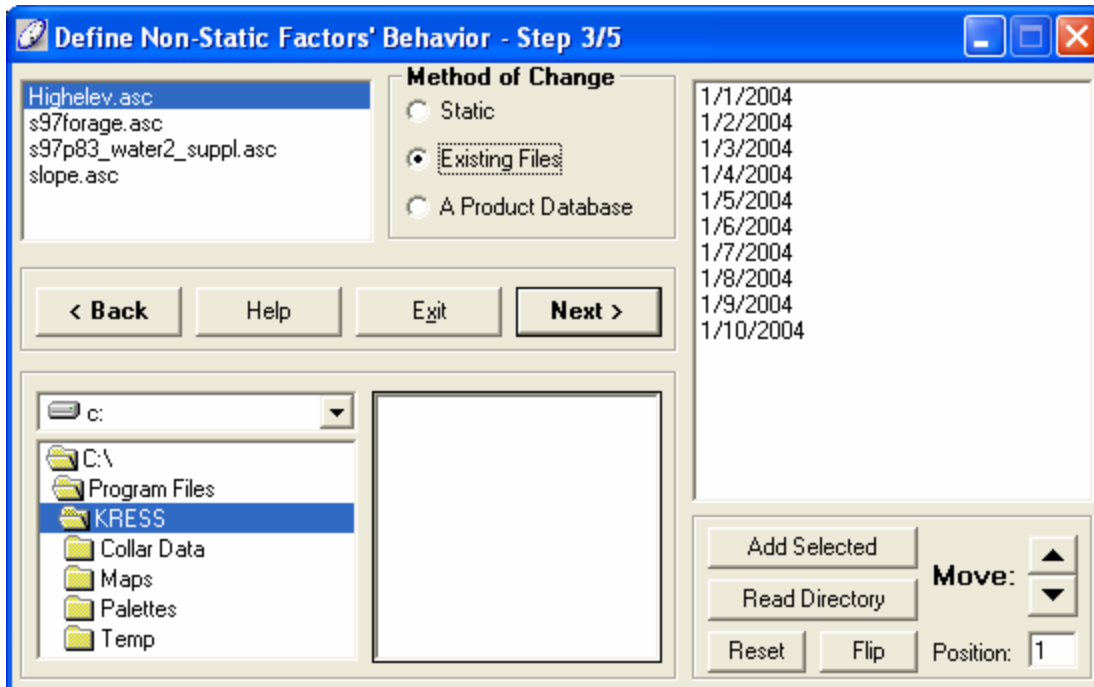 Define Non-Static Factors' Behavior - Step 3/5
Highelev.asc
s97forage.asc
s97p83_water2_suppl.asc
slope.asc
Method of Change
Static
Existing Files
A Product Database
1/1/2004
1/2/2004
1/3/2004
1/4/2004
1/5/2004
1/6/2004
1/7/2004
1/8/2004
1/9/2004
1/10/2004
< Back
Help
Exit
Next >
c:
C:\
Program Files
KRESS
Collar Data
Maps
Palettes
Temp
Add Selected
Read Directory
Move:
Reset
Flip
Position: 1